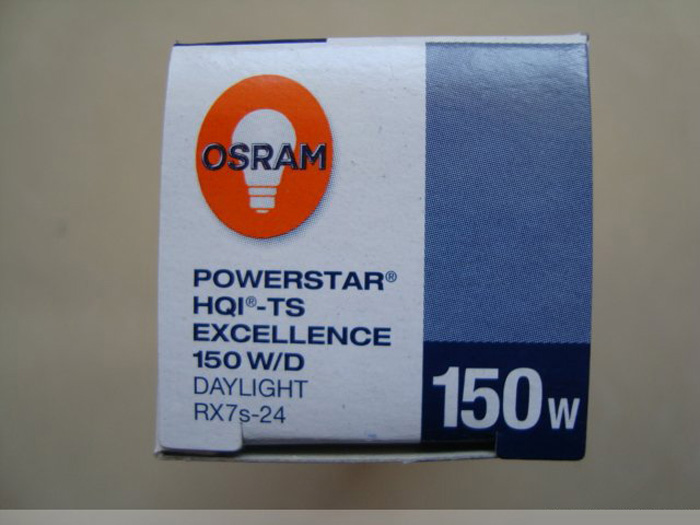 OSRAM
POWERSTAR®
HQI®-TS
EXCELLENCE
150 W/D
DAYLIGHT
RX7s-24
150 W